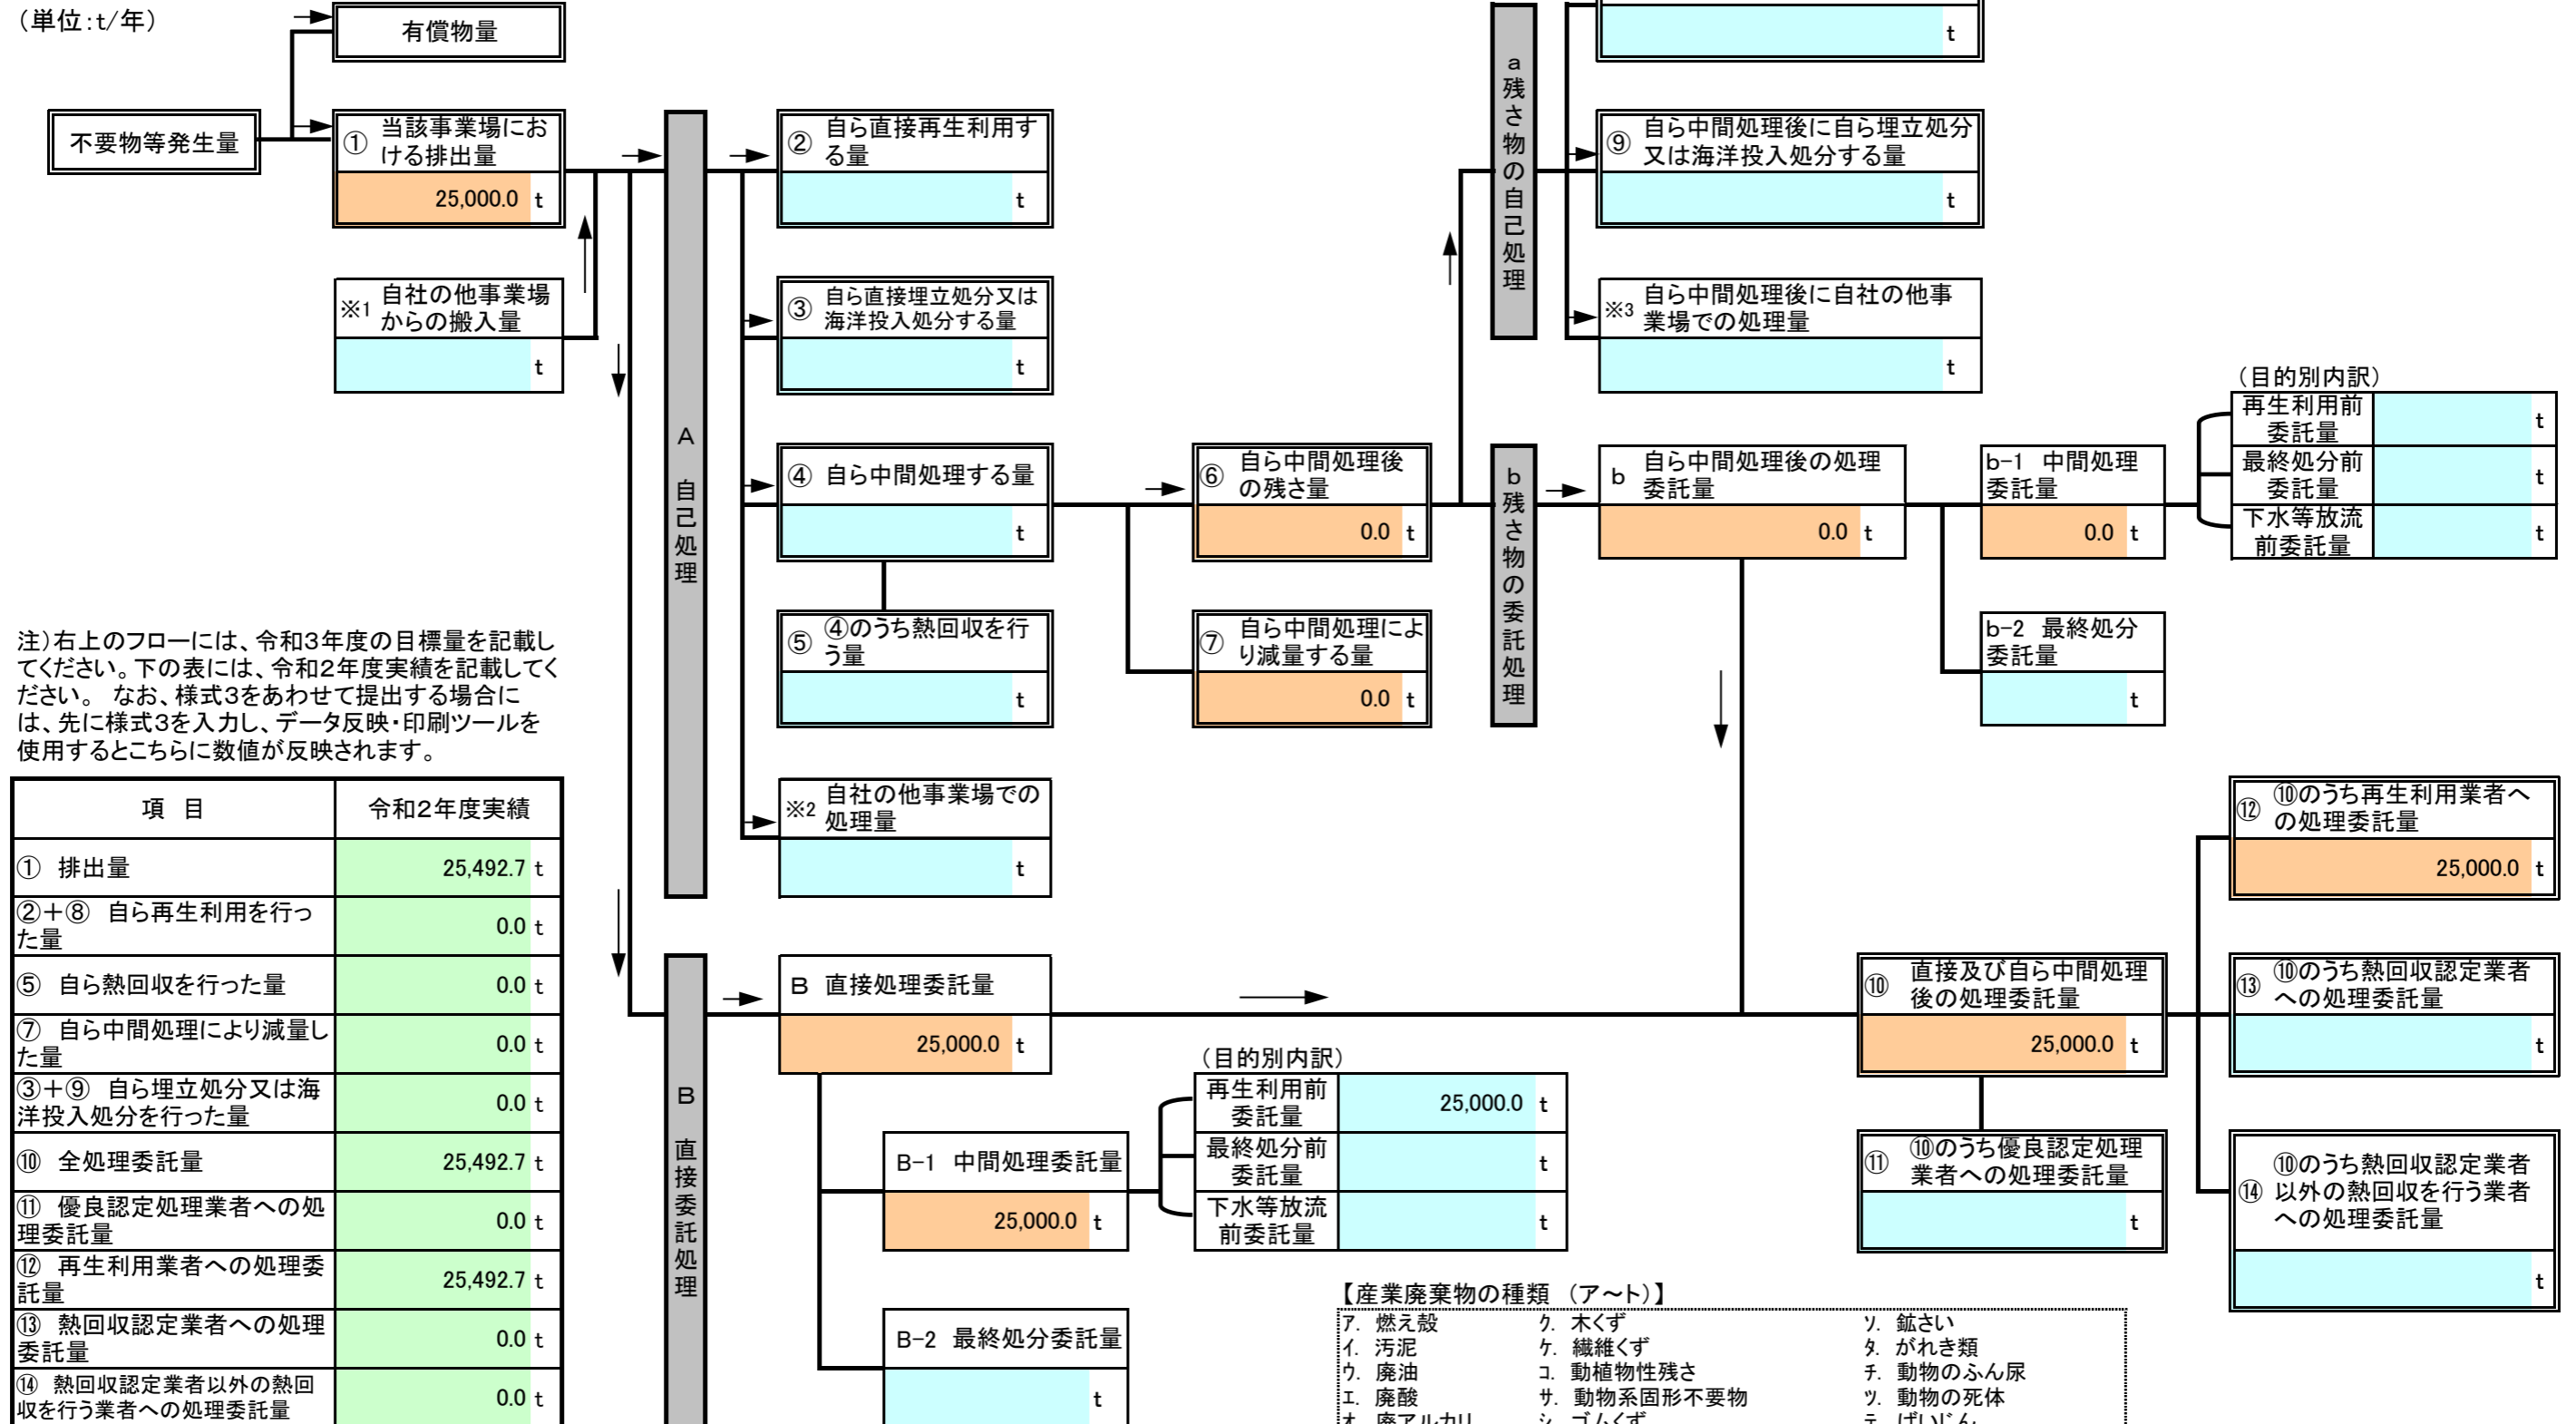 （単位：t/年）
有償物量
t
不要物等発生量
① 当該事業場にお
ける排出量
25,000.0 t
② 自ら直接再生利用す
る量
t
a
残
さ
物
の
自
己
処
理
⑨ 自ら中間処理後に自ら埋立処分
又は海洋投入処分する量
t
※1 自社の他事業場
からの搬入量
t
③ 自ら直接埋立処分又は
海洋投入処分する量
t
※3 自ら中間処理後に自社の他事
業場での処理量
t
A
自
己
処
理
④ 自ら中間処理する量
t
⑥ 自ら中間処理後
の残さ量
0.0 t
b
残
さ
物
の
委
託
処
理
b 自ら中間処理後の処理
委託量
0.0 t
b-1 中間処理
委託量
0.0 t
（目的別内訳）
再生利用前
委託量 t
最終処分前
委託量 t
下水等放流
前委託量 t
⑤ ④のうち熱回収を行
う量
t
⑦ 自ら中間処理によ
り減量する量
0.0 t
b-2 最終処分
委託量
t
注）右上のフローには、令和３年度の目標量を記載し
てください。下の表には、令和２年度実績を記載してく
ださい。 なお、様式３をあわせて提出する場合に
は、先に様式３を入力し、データ反映・印刷ツールを
使用するとこちらに数値が反映されます。
※2 自社の他事業場での
処理量
t
項 目 令和２年度実績
① 排出量 25,492.7 t
②＋⑧ 自ら再生利用を行っ
た量 0.0 t
⑤ 自ら熱回収を行った量 0.0 t
⑦ 自ら中間処理により減量し
た量 0.0 t
③＋⑨ 自ら埋立処分又は海
洋投入処分を行った量 0.0 t
⑩ 全処理委託量 25,492.7 t
⑪ 優良認定処理業者への処
理委託量 0.0 t
⑫ 再生利用業者への処理委
託量 25,492.7 t
⑬ 熱回収認定業者への処理
委託量 0.0 t
⑭ 熱回収認定業者以外の熱回
収を行う業者への処理委託量 0.0 t
B
直
接
委
託
処
理
B 直接処理委託量
25,000.0 t
B-1 中間処理委託量
25,000.0 t
（目的別内訳）
再生利用前
委託量 25,000.0 t
最終処分前
委託量 t
下水等放流
前委託量 t
B-2 最終処分委託量
t
⑩ 直接及び自ら中間処理
後の処理委託量
25,000.0 t
⑪ ⑩のうち優良認定処理
業者への処理委託量
t
⑫ ⑩のうち再生利用業者へ
の処理委託量
25,000.0 t
⑬ ⑩のうち熱回収認定業者
への処理委託量
t
⑭ ⑩のうち熱回収認定業者
以外の熱回収を行う業者
への処理委託量
t
【産業廃棄物の種類 （ア～ト）】
ｱ. 燃え殻 ｸ. 木くず ｿ. 鉱さい
ｲ. 汚泥 ｹ. 繊維くず ﾀ. がれき類
ｳ. 廃油 ｺ. 動植物性残さ ﾁ. 動物のふん尿
ｴ. 廃酸 ｻ. 動物系固形不要物 ﾂ. 動物の死体
ｵ. 廃アルカリ ｼ. ゴムくず ﾃ. ばいじん